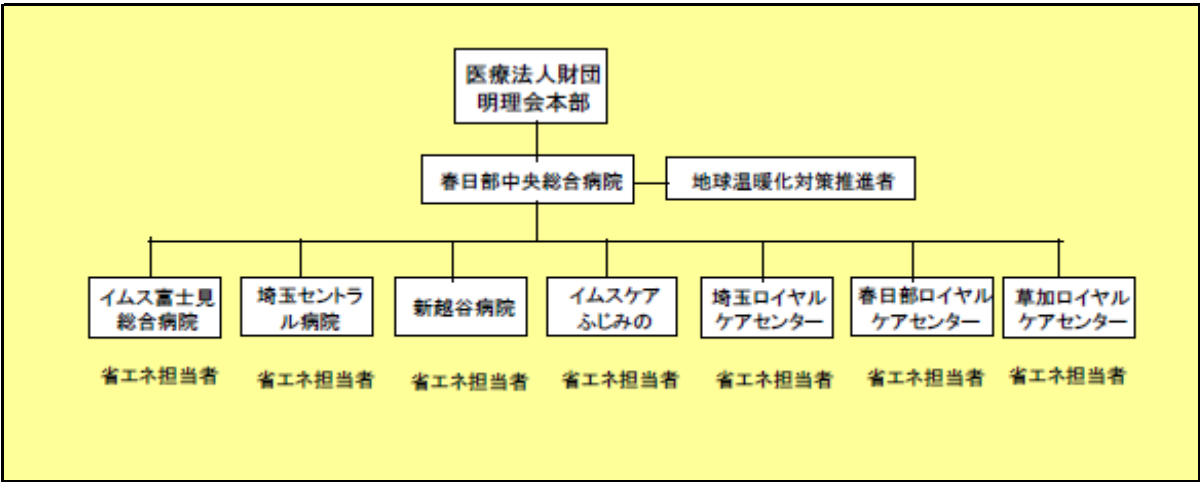 医療法人財団
明理会本部
春日部中央総合病院
地球温暖化対策推進者
イムス富士見
総合病院
埼玉セントラ
ル病院
新越谷病院
イムスケア
ふじみの
埼玉ロイヤル
ケアセンター
春日部ロイヤル
ケアセンター
草加ロイヤル
ケアセンター
省エネ担当者
省エネ担当者
省エネ担当者
省エネ担当者
省エネ担当者
省エネ担当者
省エネ担当者